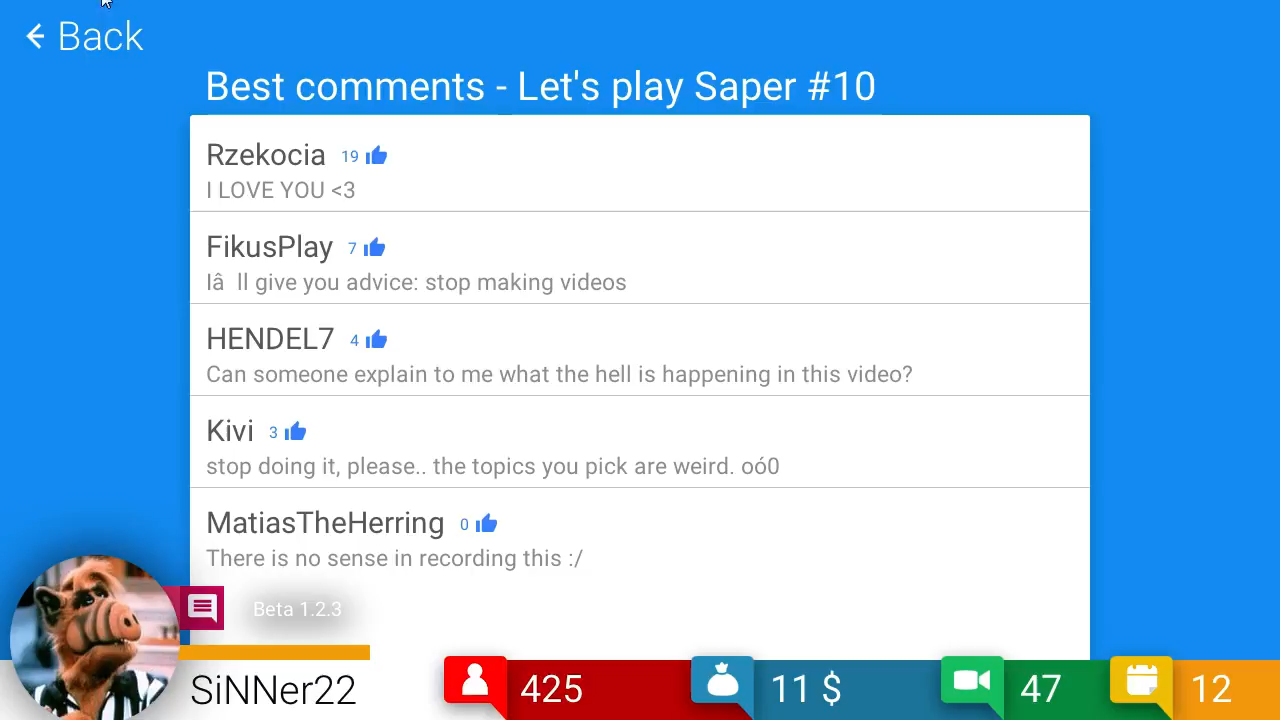 Back
Best comments - Let's play Saper #10
Rzekocia 19
I LOVE YOU <3
FikusPlay 7
Iâ  ll give you advice: stop making videos
HENDEL7 4
Can someone explain to me what the hell is happening in this video?
Kivi 3
stop doing it, please.. the topics you pick are weird. oó0
MatiasTheHerring 0
There is no sense in recording this :/
Beta 1.2.3
SiNNer22 425 11 $ 47 12